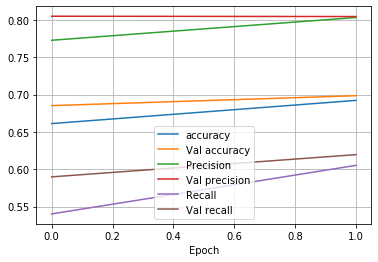 0.80
0.75
0.70
0.65
0.60
0.55
accuracy
Val accuracy
Precision
Val precision
Recall
Val recall
0.0 0.2 0.4 0.6 0.8 1.0
Epoch